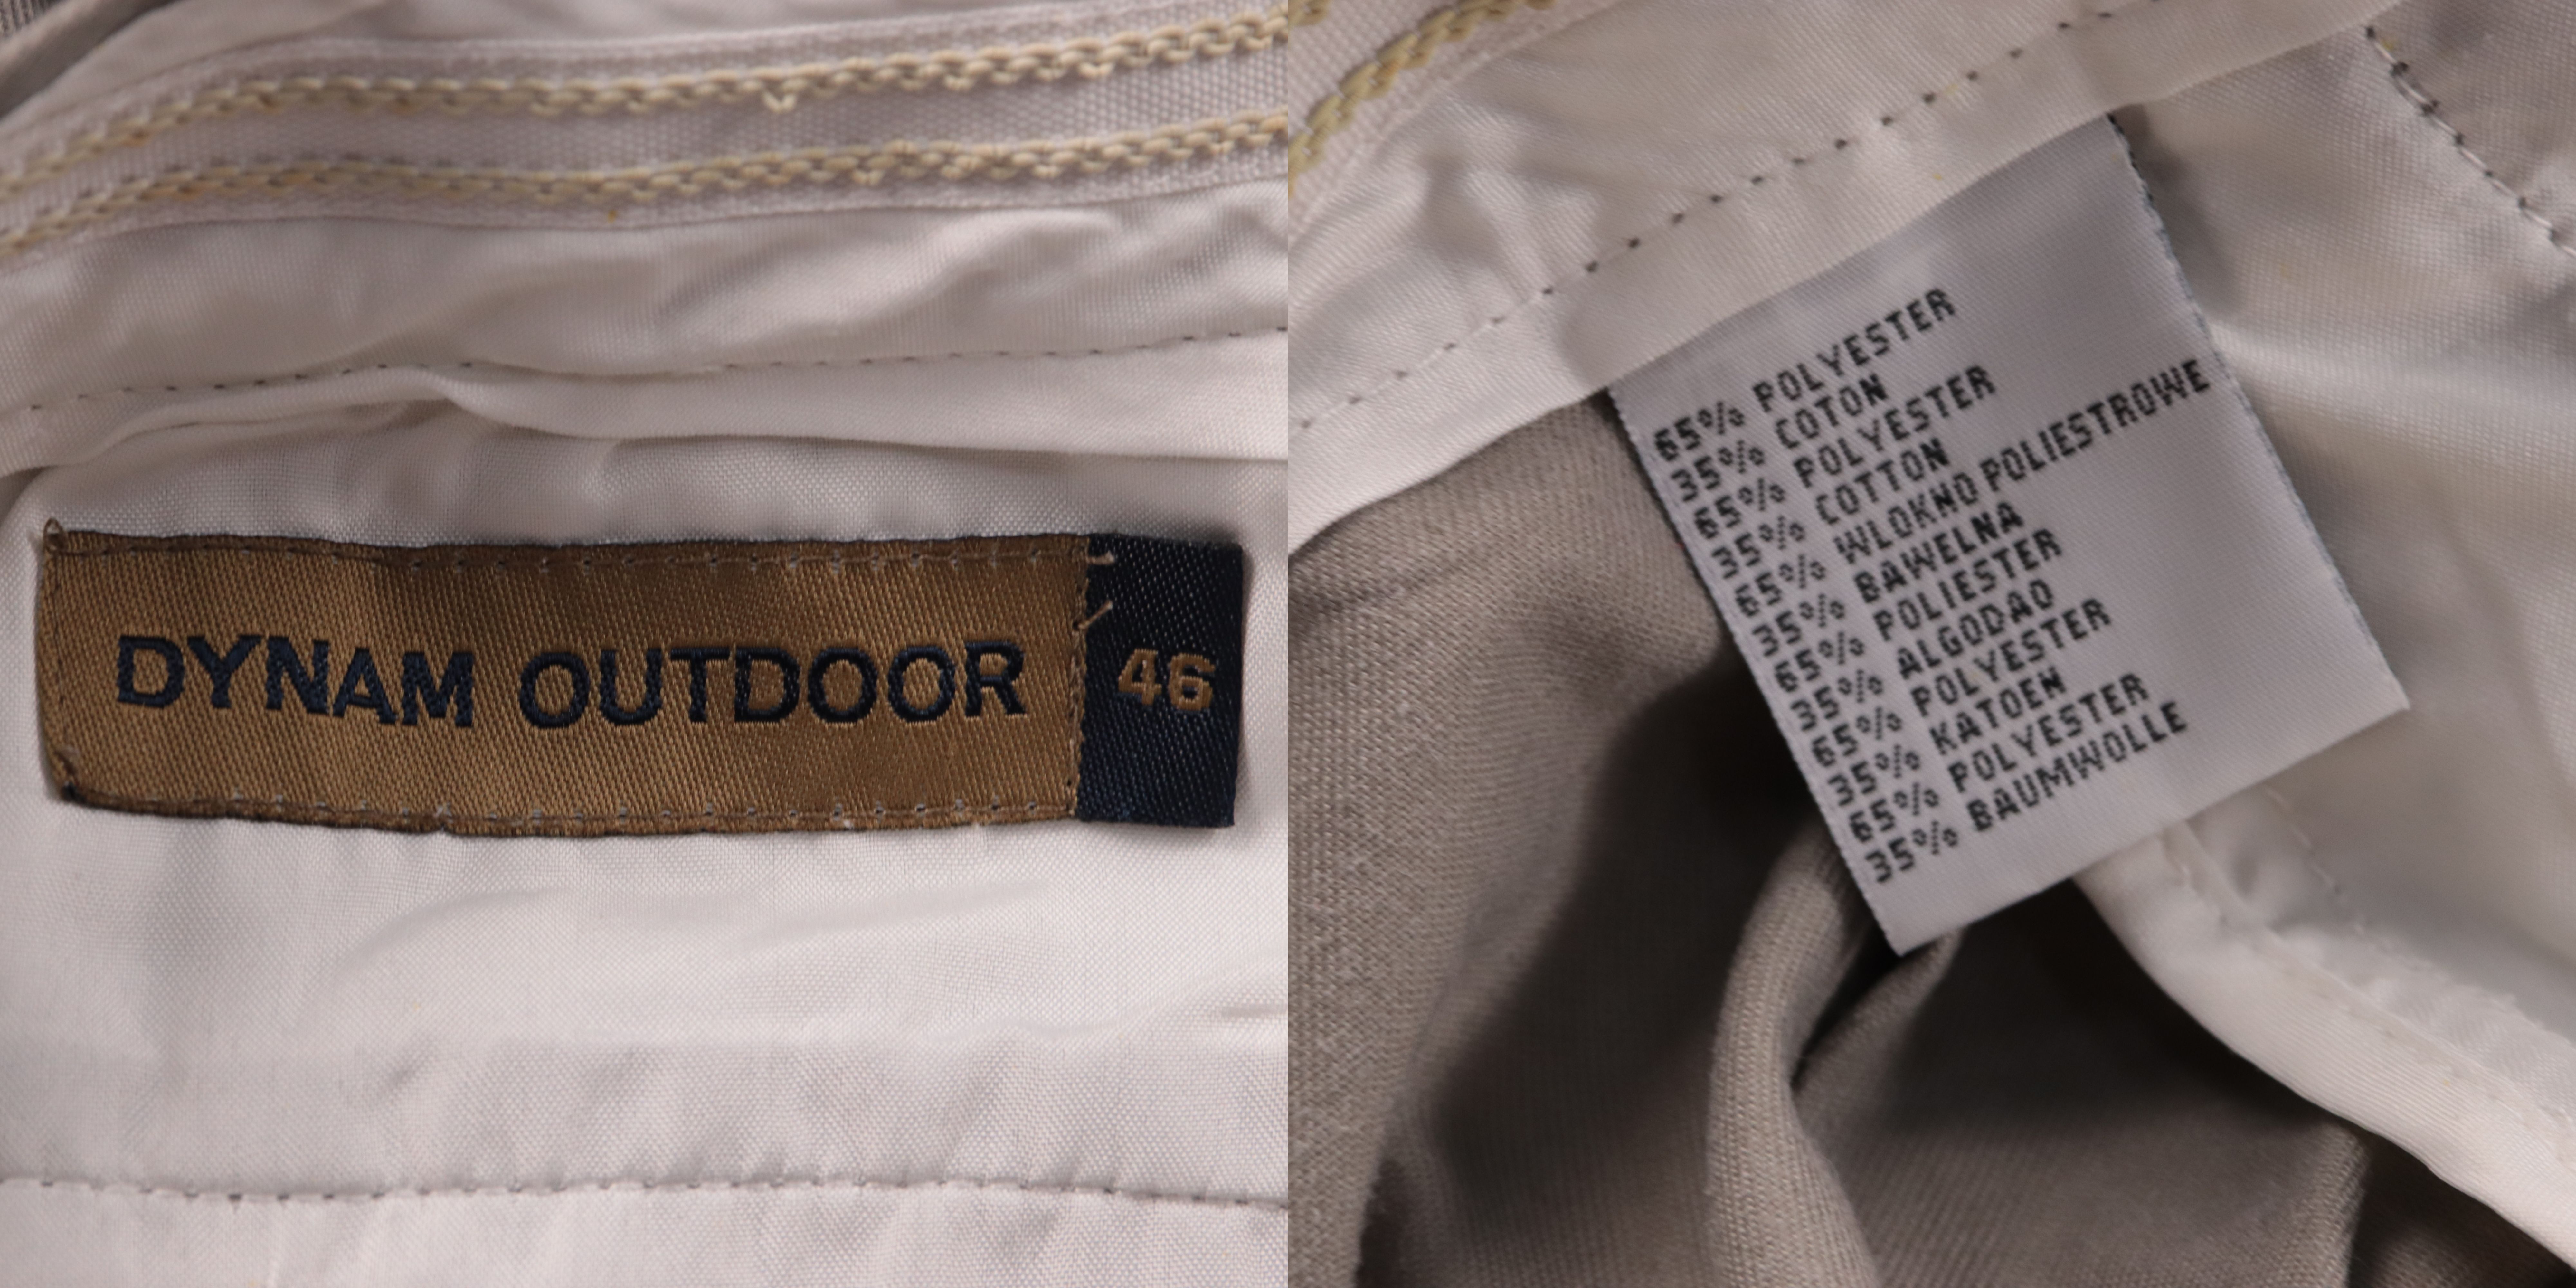 DYNAM OUTDOOR 46
65% POLYESTER
35% COTON
65% POLYESTER
35% COTTON
65% WLOKNO POLIESTROWE
35% BAWELNA
65% POLIESTER
35% ALGODAO
65% POLYESTER
35% KATOEN
65% POLYESTER
35% BAUMWOLLE